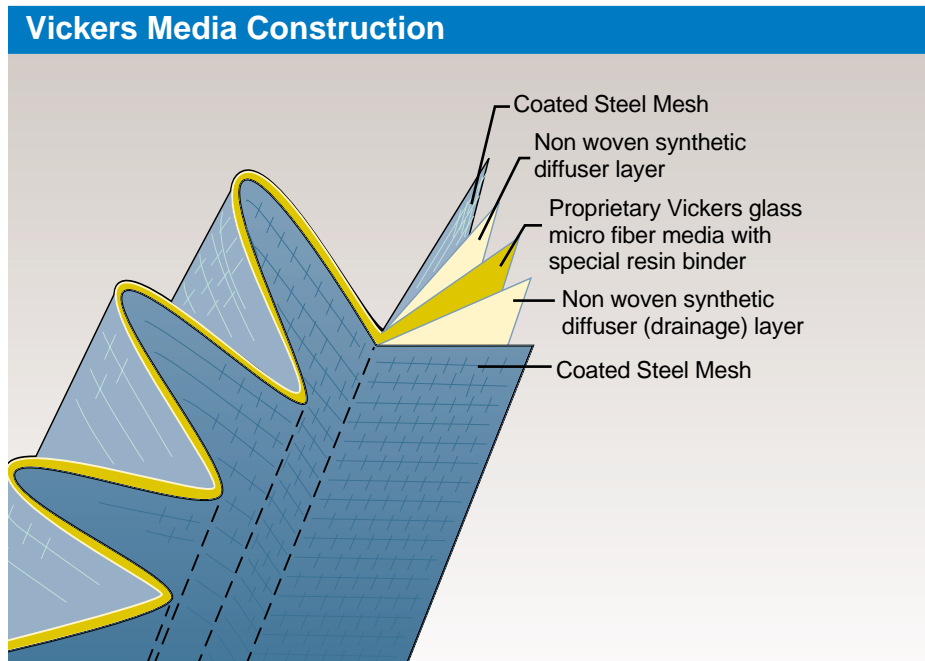 Vickers Media Construction
Coated Steel Mesh
Non woven synthetic
diffuser layer
Proprietary Vickers glass
micro fiber media with
special resin binder
Non woven synthetic
diffuser (drainage) layer
Coated Steel Mesh